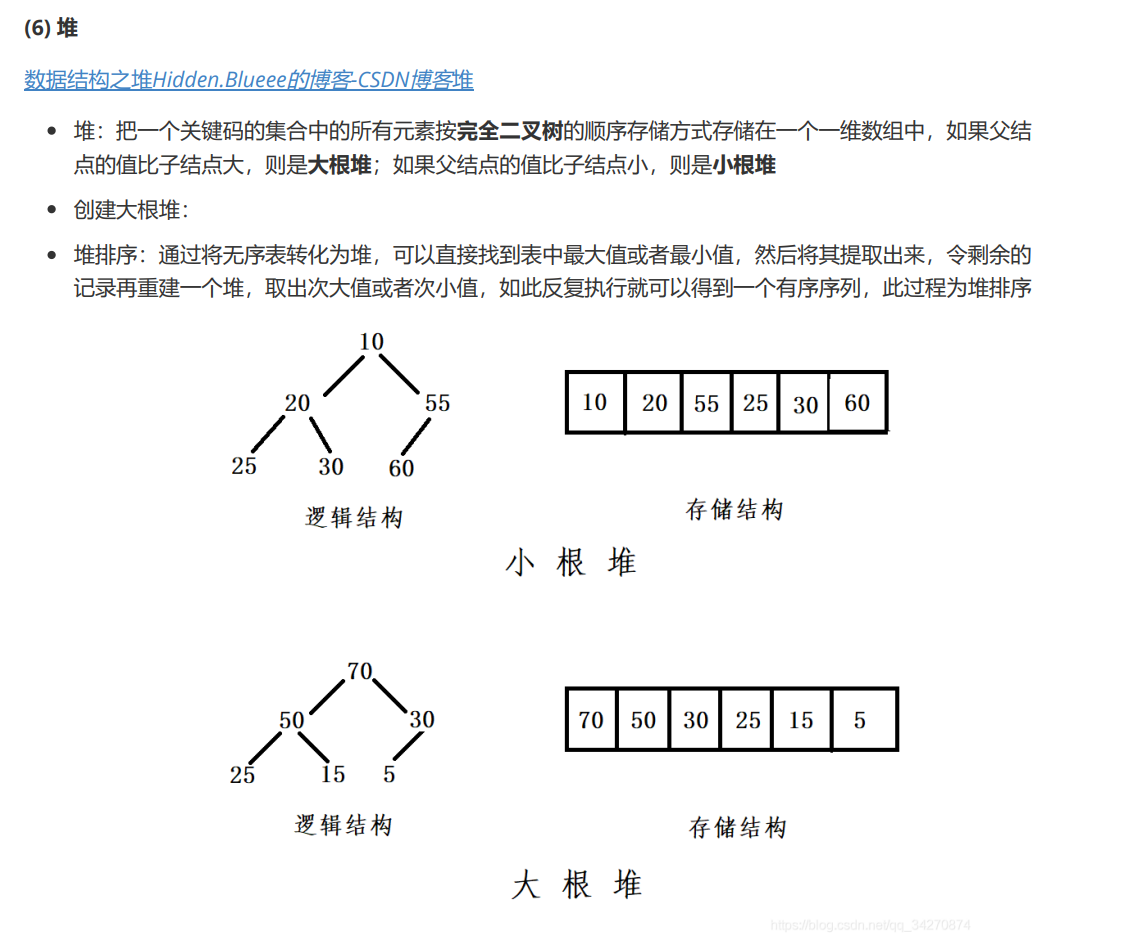 (6) 堆
数据结构之堆Hidden.Blueee的博客-CSDN博客堆
堆：把一个关键码的集合中的所有元素按完全二叉树的顺序存储方式存储在一个一维数组中，如果父结
点的值比子结点大，则是大根堆；如果父结点的值比子结点小，则是小根堆
创建大根堆：
堆排序：通过将无序表转化为堆，可以直接找到表中最大值或者最小值，然后将其提取出来，令剩余的
记录再重建一个堆，取出次大值或者次小值，如此反复执行就可以得到一个有序序列，此过程为堆排序
10
20 55
25 30 60
逻辑结构
10 20 55 25 30 60
存储结构
小根堆
70
50 30
25 15 5
逻辑结构
70 50 30 25 15 5
存储结构
大根堆
https://blog.csdn.net/qq_34270874